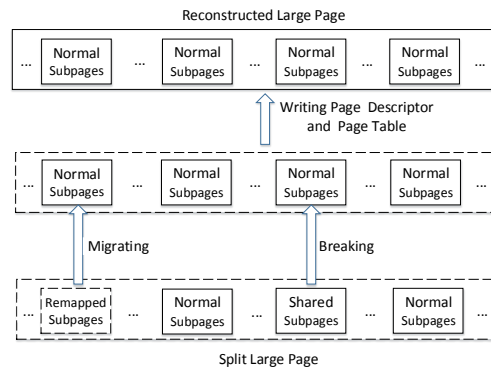 Reconstructed Large Page
... Normal Subpages ... Normal Subpages ... Normal Subpages ... Normal Subpages ...
Writing Page Descriptor
and Page Table
... Normal Subpages ... Normal Subpages ... Normal Subpages ... Normal Subpages ...
Migrating Breaking
... Remapped Subpages ... Normal Subpages ... Shared Subpages ... Normal Subpages ...
Split Large Page